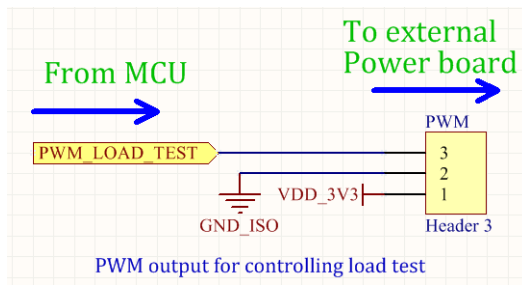 To external
Power board
From MCU
PWM
PWM_LOAD_TEST
3
2
VDD_3V3
1
GND_ISO
Header 3
PWM output for controlling load test